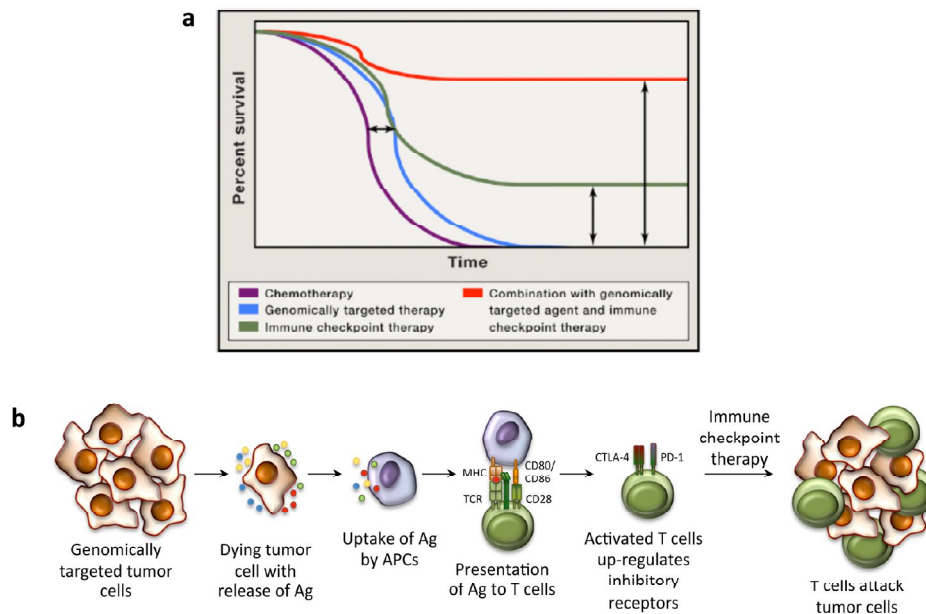 a
Percent survival
Time
Chemotherapy
Genomically targeted therapy
Immune checkpoint therapy
Combination with genomically
targeted agent and immune
checkpoint therapy
b
Genomically
targeted tumor
cells
Dying tumor
cell with
release of Ag
Uptake of Ag
by APCs
MHC
CD80/
CD86
TCR
CD28
Presentation
of Ag to T cells
CTLA-4
PD-1
Activated T cells
up-regulates
inhibitory
receptors
Immune
checkpoint
therapy
T cells attack
tumor cells